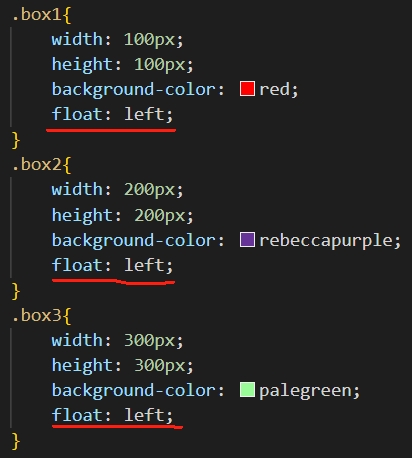 .box1{
width: 100px;
height: 100px;
background-color: red;
float: left;
}
.box2{
width: 200px;
height: 200px;
background-color: rebeccapurple;
float: left;
}
.box3{
width: 300px;
height: 300px;
background-color: palegreen;
float: left;
}